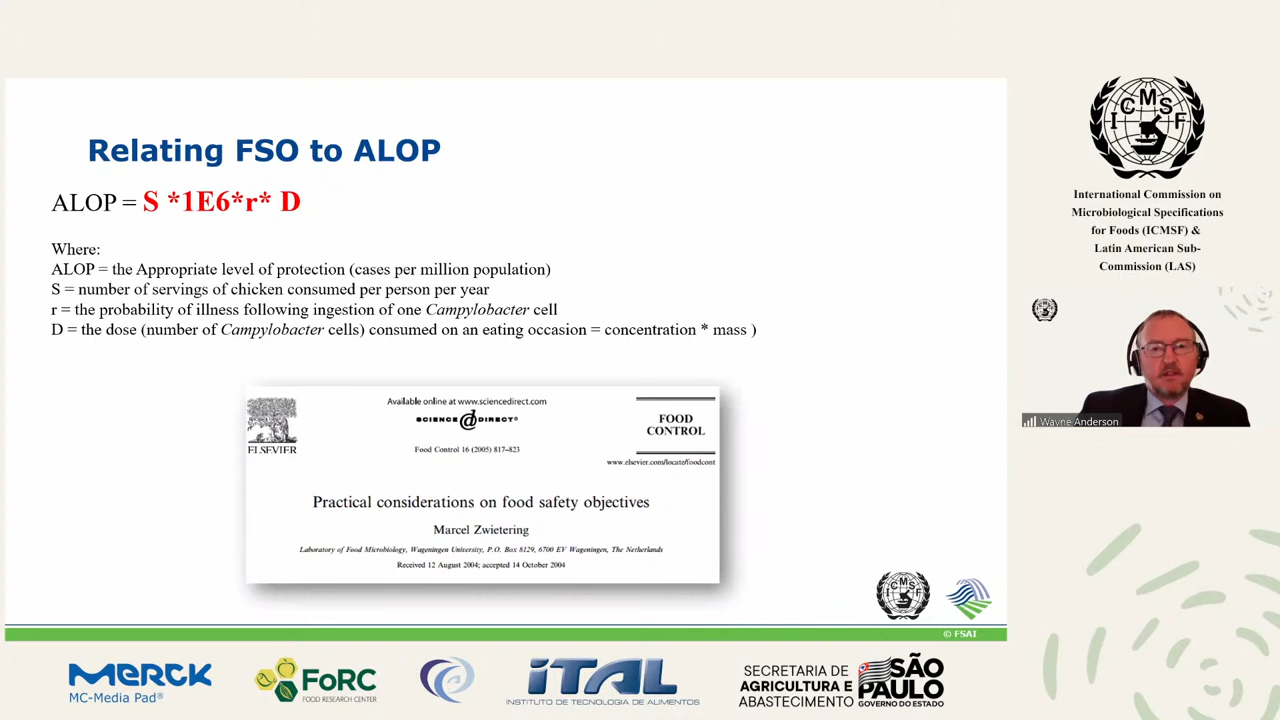 Relating FSO to ALOP
ALOP = S *1E6*r* D
Where:
ALOP = the Appropriate level of protection (cases per million population)
S = number of servings of chicken consumed per person per year
r = the probability of illness following ingestion of one Campylobacter cell
D = the dose (number of Campylobacter cells) consumed on an eating occasion = concentration * mass )
ELSEVIER
Available online at www.sciencedirect.com
SCIENCE @ DIRECT®
Food Control 16 (2005) 817–823
FOOD
CONTROL
www.elsevier.com/locate/foodcont
Practical considerations on food safety objectives
Marcel Zwietering
Laboratory of Food Microbiology, Wageningen University, P.O. Box 8129, 6700 EV Wageningen, The Netherlands
Received 12 August 2004; accepted 14 October 2004
ICMSF
© FSAI
ICMSF
International Commission on
Microbiological Specifications
for Foods (ICMSF) &
Latin American Sub-
Commission (LAS)
Wayne Anderson
MERCK
MC-Media Pad®
FoRC
FOOD RESEARCH CENTER
iTAL
INSTITUTO DE TECNOLOGIA DE ALIMENTOS
SECRETARIA DE
AGRICULTURA E
ABASTECIMENTO
SÃO
PAULO
GOVERNO DO ESTADO